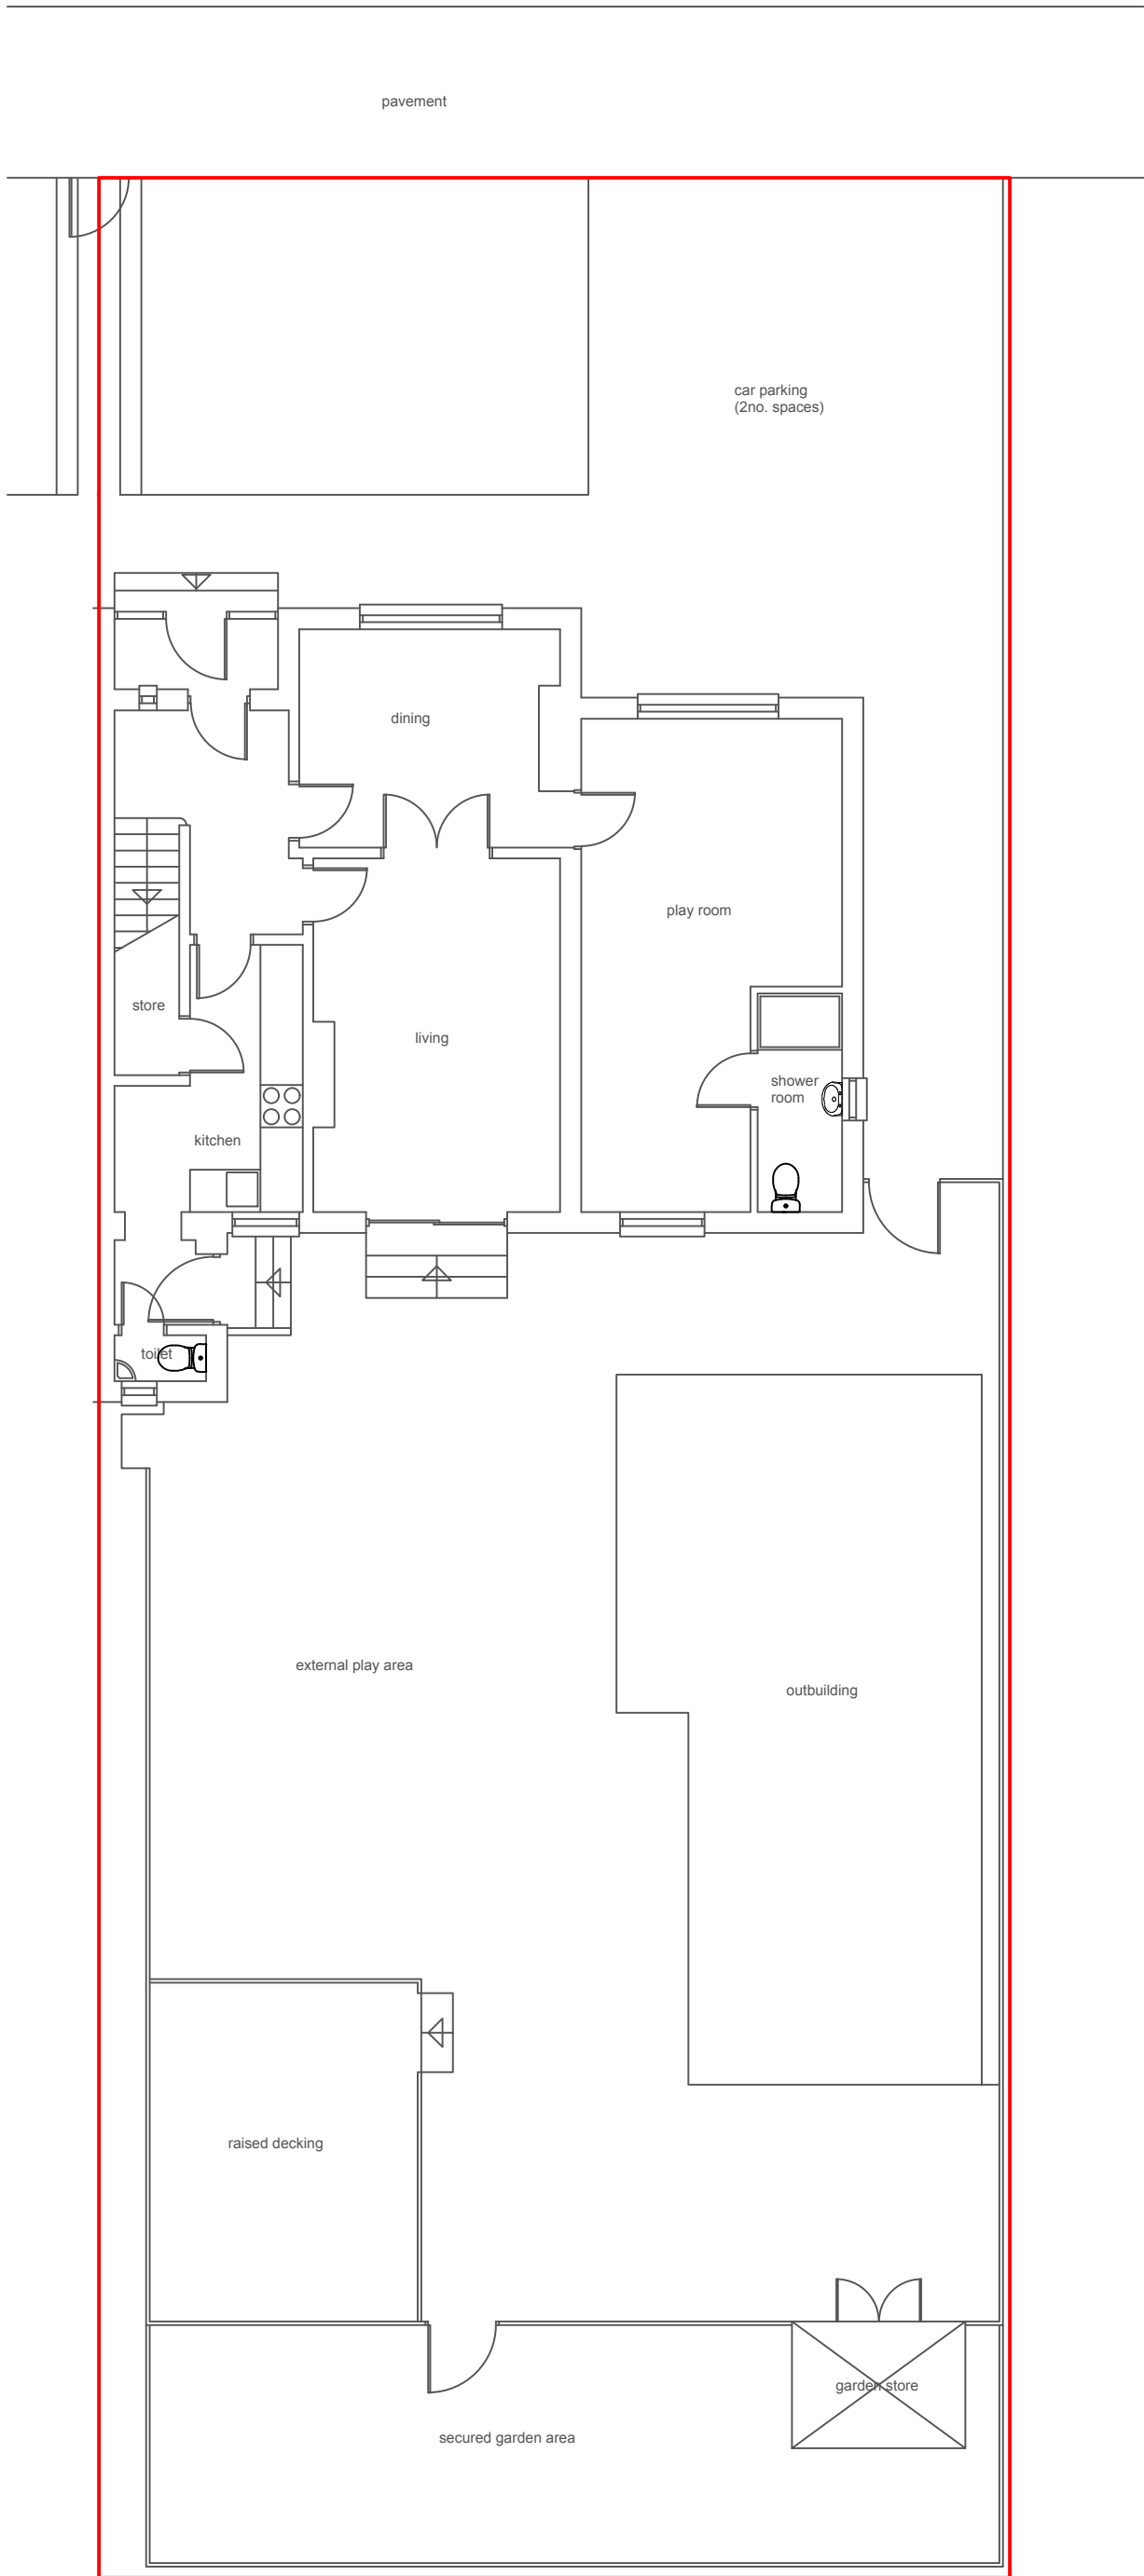 pavement
car parking
(2no. spaces)
dining
play room
store
living
shower
room
kitchen
toilet
external play area
outbuilding
raised decking
garden store
secured garden area